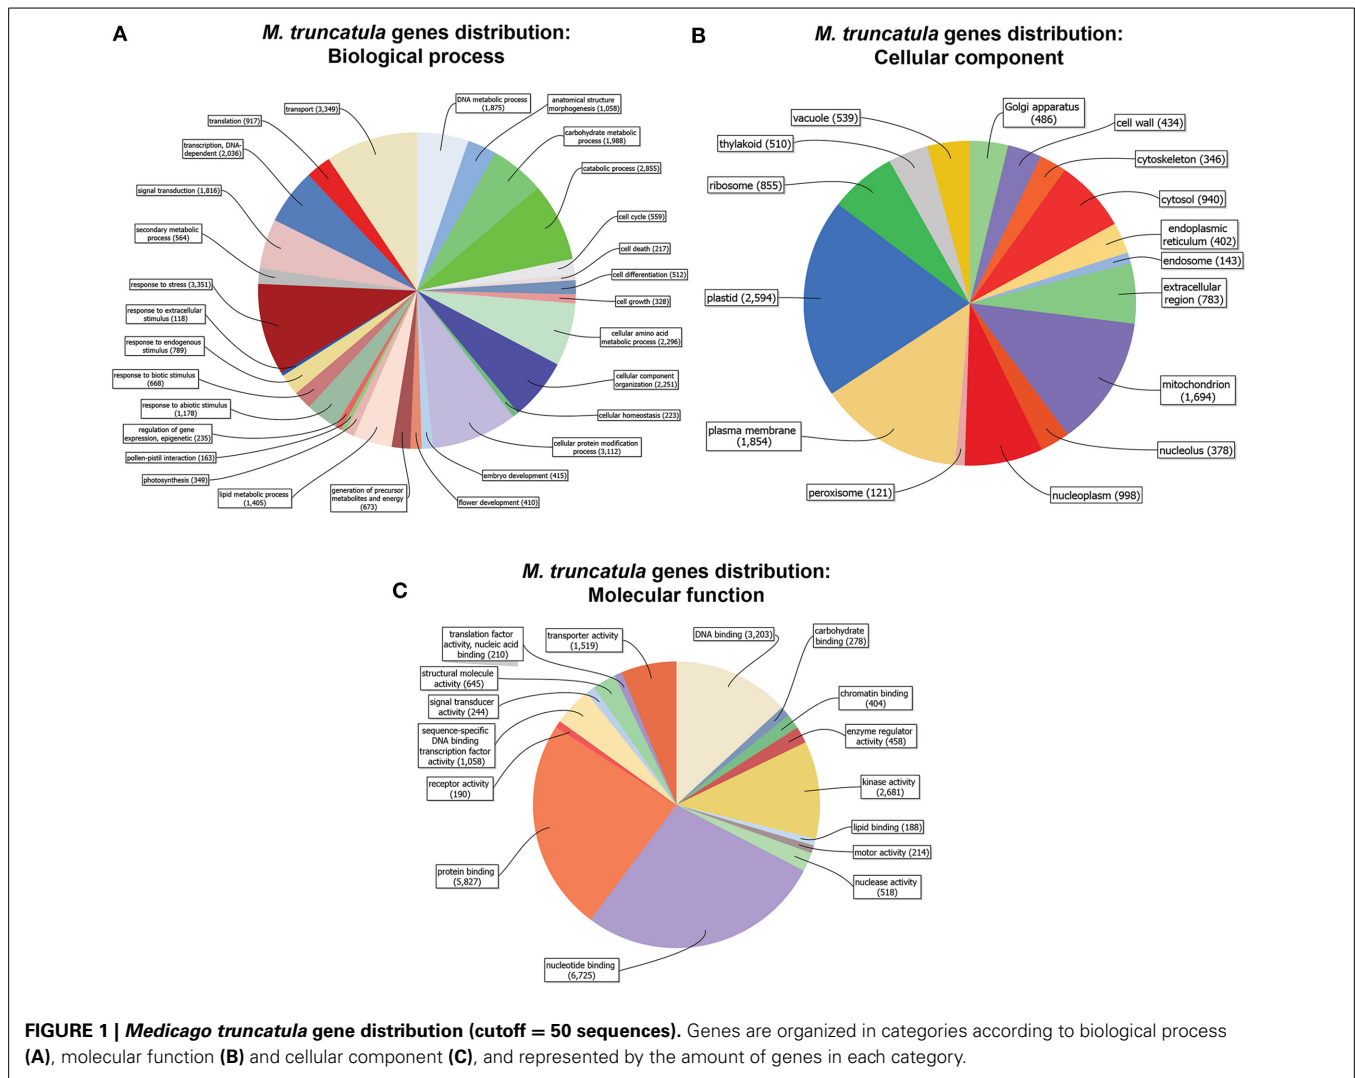 A
M. truncatula genes distribution:
Biological process
DNA metabolic process
(1,875)
anatomical structure
morphogenesis (1,058)
carbohydrate metabolic
process (1,988)
catabolic process (2,855)
cell cycle (559)
cell death (217)
cell differentiation (512)
cell growth (328)
cellular amino acid
metabolic process (2,296)
cellular component
organization (2,251)
cellular homeostasis (223)
cellular protein modification
process (3,112)
embryo development (415)
flower development (410)
generation of precursor
metabolites and energy
(673)
lipid metabolic process
(1,405)
photosynthesis (349)
pollen-pistil interaction (163)
regulation of gene
expression, epigenetic (235)
response to abiotic stimulus
(1,178)
response to biotic stimulus
(668)
response to endogenous
stimulus (789)
response to extracellular
stimulus (118)
response to stress (3,351)
secondary metabolic
process (564)
signal transduction (1,816)
transcription, DNA-
dependent (2,036)
translation (917)
transport (3,349)
B
M. truncatula genes distribution:
Cellular component
Golgi apparatus
(486)
cell wall (434)
cytoskeleton (346)
cytosol (940)
endoplasmic
reticulum (402)
endosome (143)
extracellular
region (783)
mitochondrion
(1,694)
nucleolus (378)
nucleoplasm (998)
peroxisome (121)
plasma membrane
(1,854)
plastid (2,594)
ribosome (855)
thylakoid (510)
vacuole (539)
C
M. truncatula genes distribution:
Molecular function
DNA binding (3,203)
carbohydrate
binding (278)
chromatin binding
(404)
enzyme regulator
activity (458)
kinase activity
(2,681)
lipid binding (188)
motor activity (214)
nuclease activity
(518)
nucleotide binding
(6,725)
protein binding
(5,827)
receptor activity
(190)
sequence-specific
DNA binding
transcription factor
activity (1,058)
signal transducer
activity (244)
structural molecule
activity (645)
translation factor
activity, nucleic acid
binding (210)
transporter activity
(1,519)
FIGURE 1 | Medicago truncatula gene distribution (cutoff = 50 sequences). Genes are organized in categories according to biological process
(A), molecular function (B) and cellular component (C), and represented by the amount of genes in each category.